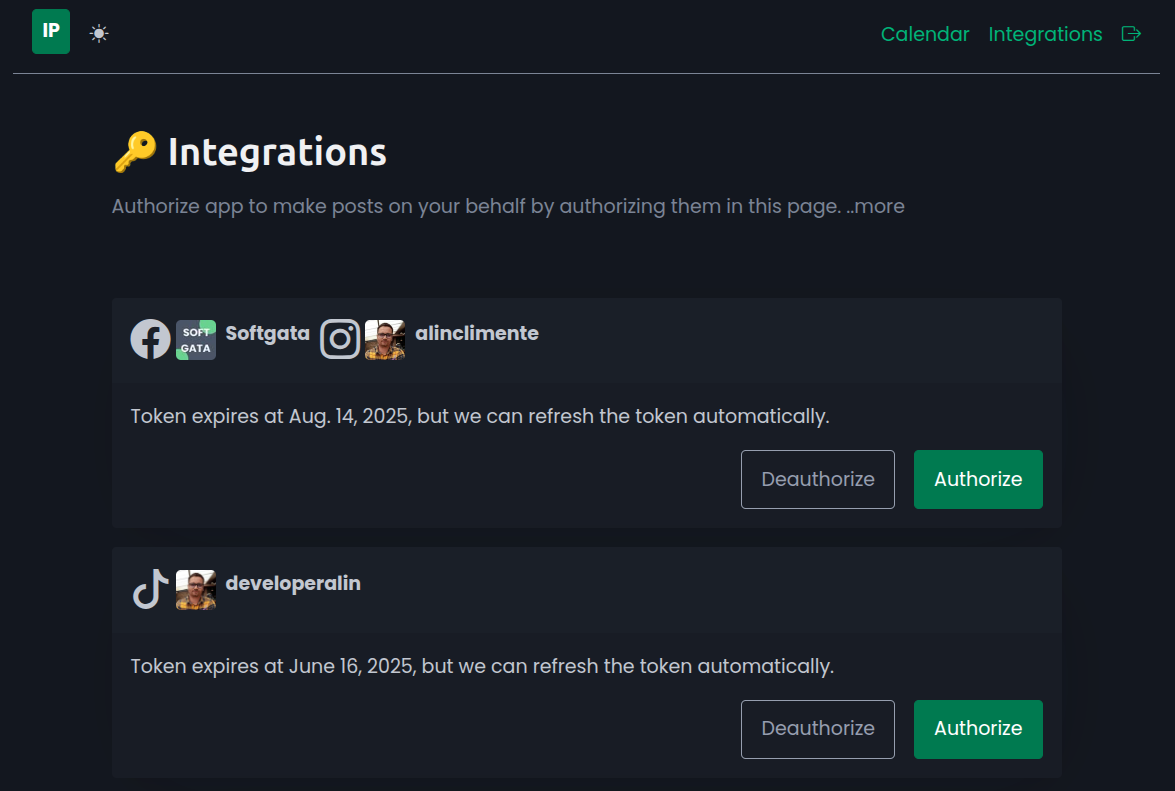 IP
Calendar Integrations
🔑 Integrations
Authorize app to make posts on your behalf by authorizing them in this page. ..more
SOFT
GATA
Softgata
alinclimente
Token expires at Aug. 14, 2025, but we can refresh the token automatically.
Deauthorize Authorize
developeralin
Token expires at June 16, 2025, but we can refresh the token automatically.
Deauthorize Authorize